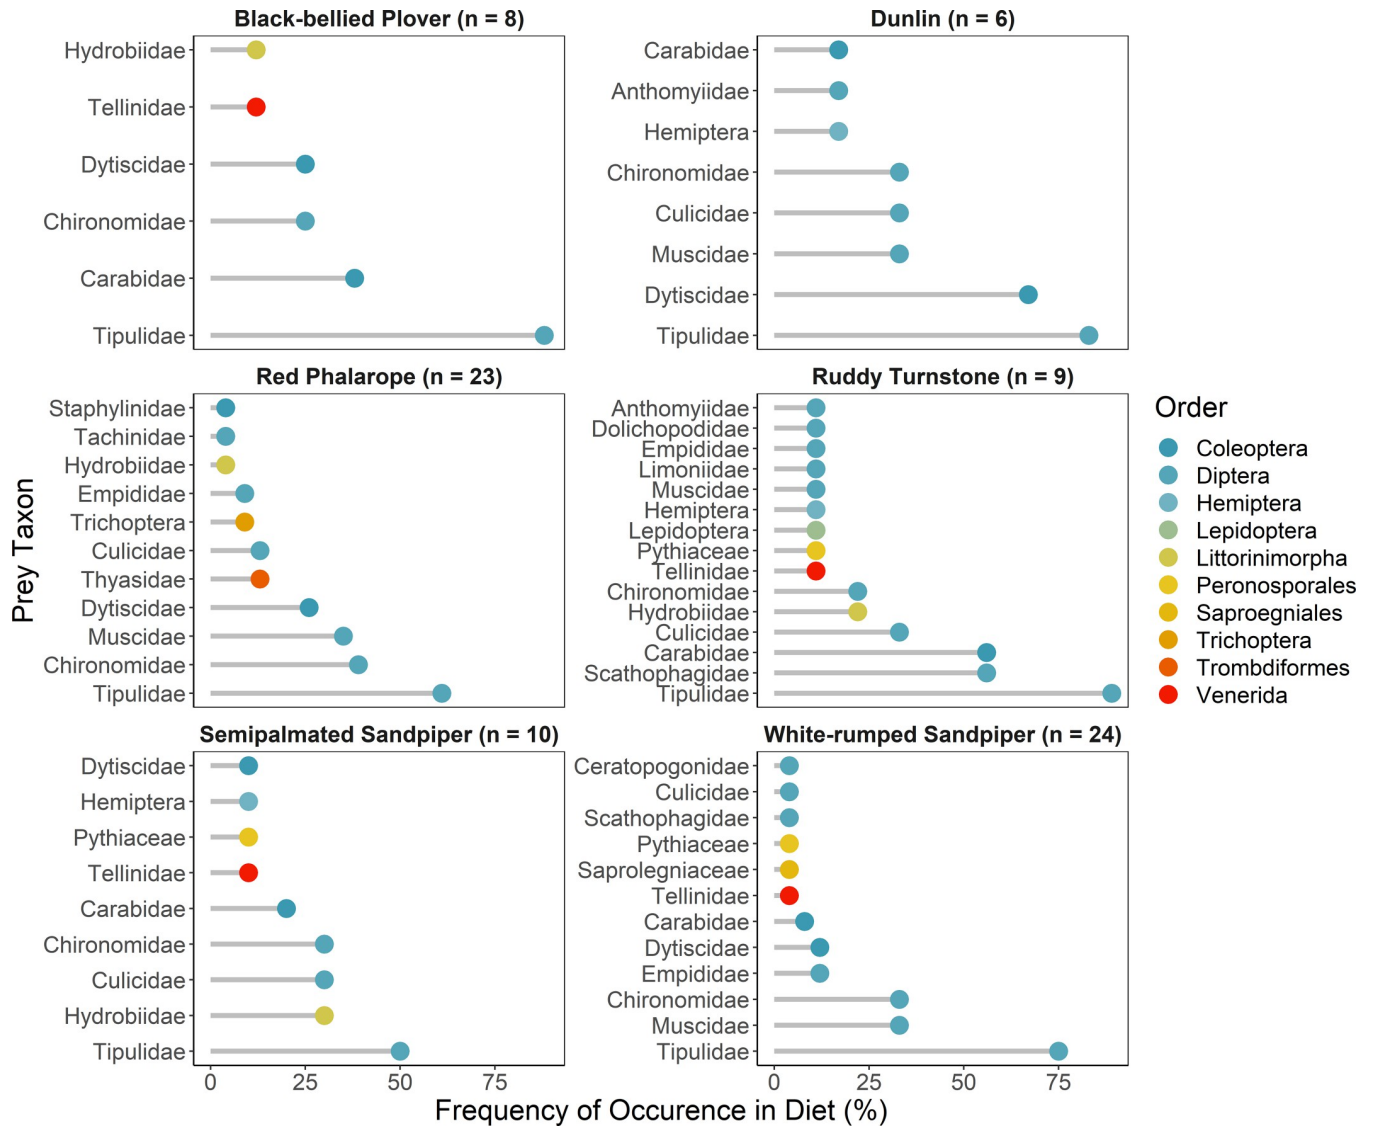 Black-bellied Plover (n = 8)
Hydrobiidae
Tellinidae
Dytiscidae
Chironomidae
Carabidae
Tipulidae
Dunlin (n = 6)
Carabidae
Anthomyiidae
Hemiptera
Chironomidae
Culicidae
Muscidae
Dytiscidae
Tipulidae
Prey Taxon
Red Phalarope (n = 23)
Staphylinidae
Tachinidae
Hydrobiidae
Empididae
Trichoptera
Culicidae
Thyasidae
Dytiscidae
Muscidae
Chironomidae
Tipulidae
Ruddy Turnstone (n = 9)
Anthomyiidae
Dolichopodidae
Empididae
Limoniidae
Muscidae
Hemiptera
Lepidoptera
Pythiaceae
Tellinidae
Chironomidae
Hydrobiidae
Culicidae
Carabidae
Scathophagidae
Tipulidae
Semipalmated Sandpiper (n = 10)
Dytiscidae
Hemiptera
Pythiaceae
Tellinidae
Carabidae
Chironomidae
Culicidae
Hydrobiidae
Tipulidae
0 25 50 75
White-rumped Sandpiper (n = 24)
Ceratopogonidae
Culicidae
Scathophagidae
Pythiaceae
Saprolegniaceae
Tellinidae
Carabidae
Dytiscidae
Empididae
Chironomidae
Muscidae
Tipulidae
0 25 50 75
Frequency of Occurence in Diet (%)
Order
Coleoptera
Diptera
Hemiptera
Lepidoptera
Littorinimorpha
Peronosporales
Saproegniales
Trichoptera
Trombdiformes
Venerida